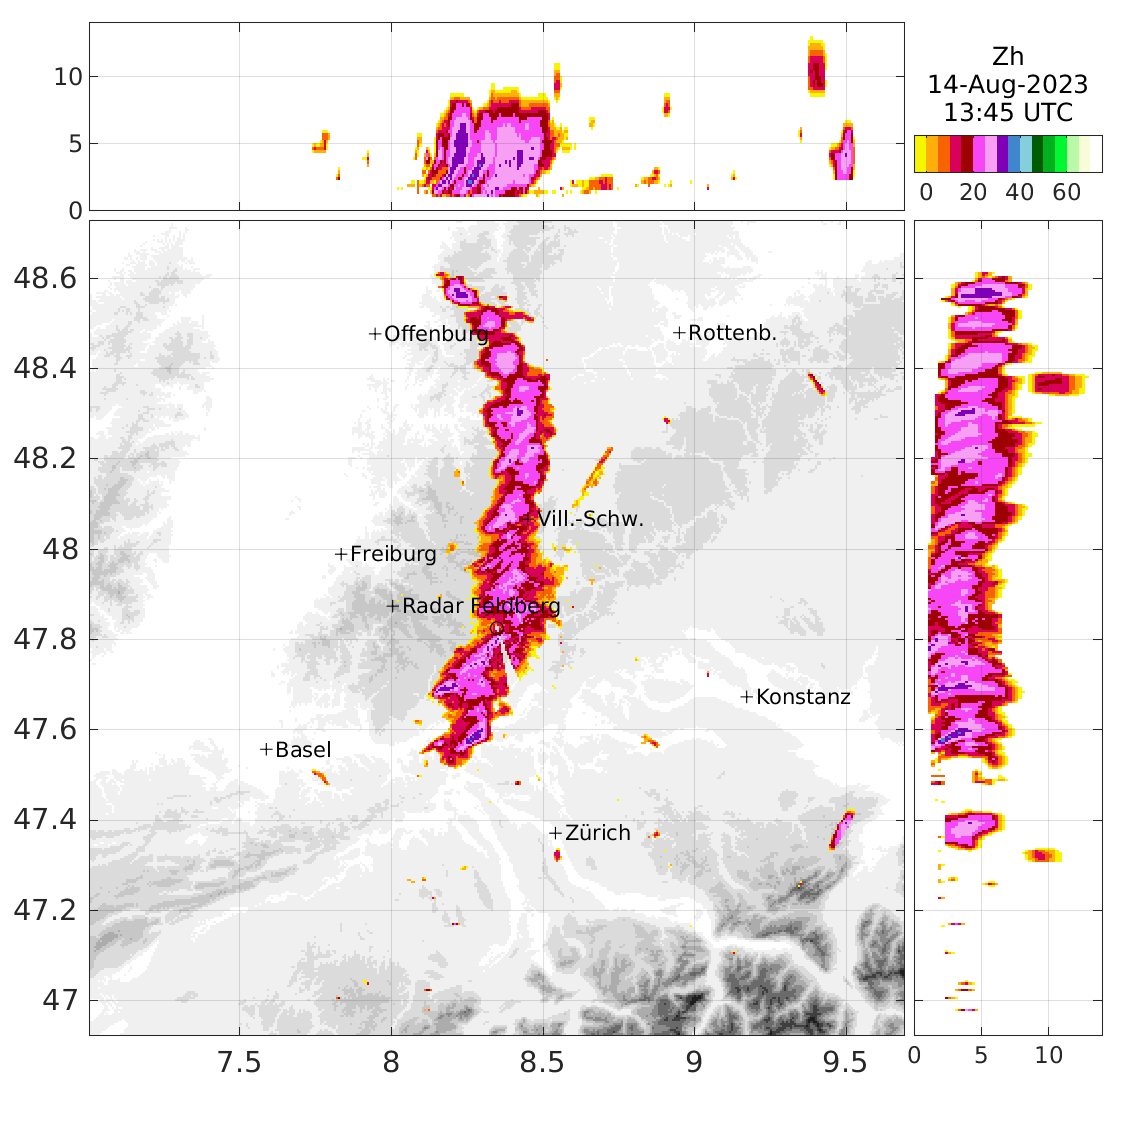 Zh
14-Aug-2023
13:45 UTC
0 20 40 60
10
5
0
48.6
48.4
48.2
48
47.8
47.6
47.4
47.2
47
+Offenburg
+Rottenb.
+Vill.-Schw.
+Freiburg
+Radar Feldberg
+Konstanz
+Basel
+Zürich
7.5 8 8.5 9 9.5
0 5 10